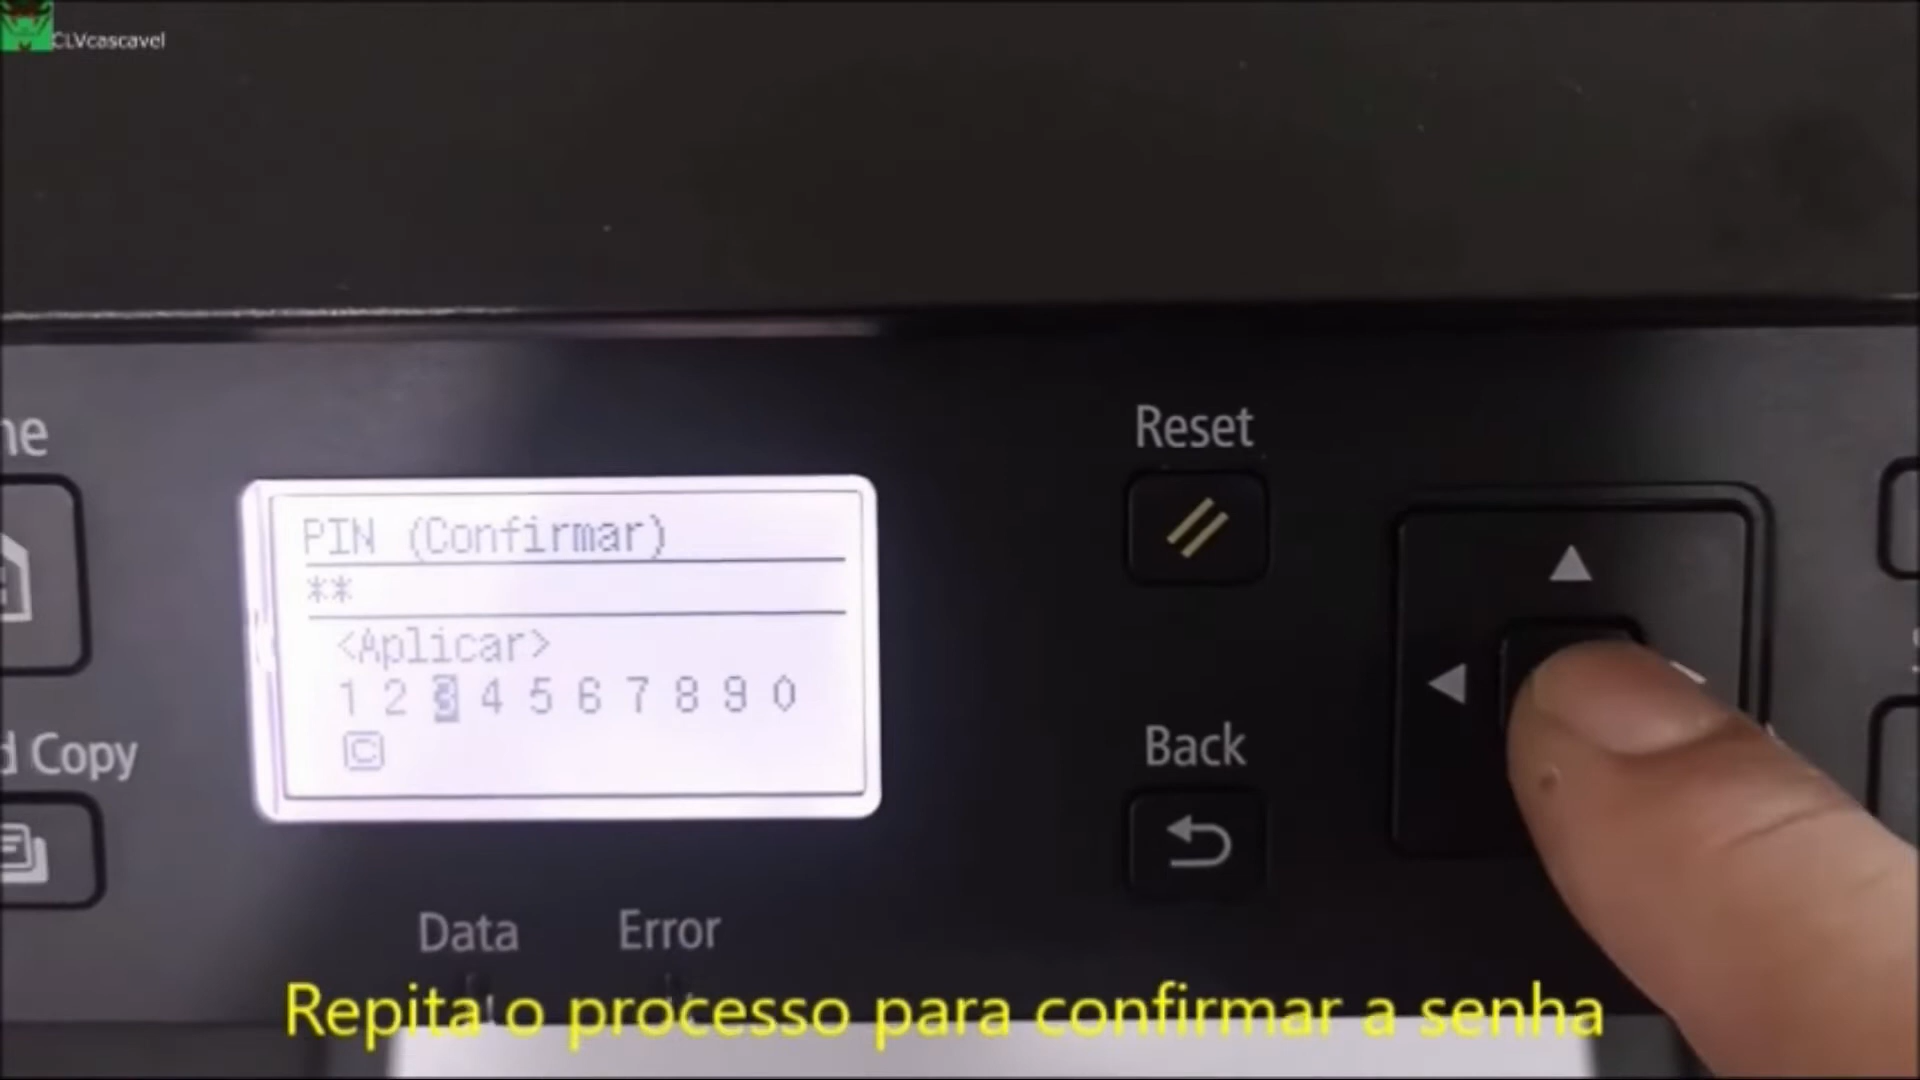 CLVcascavel
Reset
PIN (Confirmar)
**
<Aplicar>
1 2 3 4 5 6 7 8 9 0
C
Back
Copy
Data Error
Repita o processo para confirmar a senha